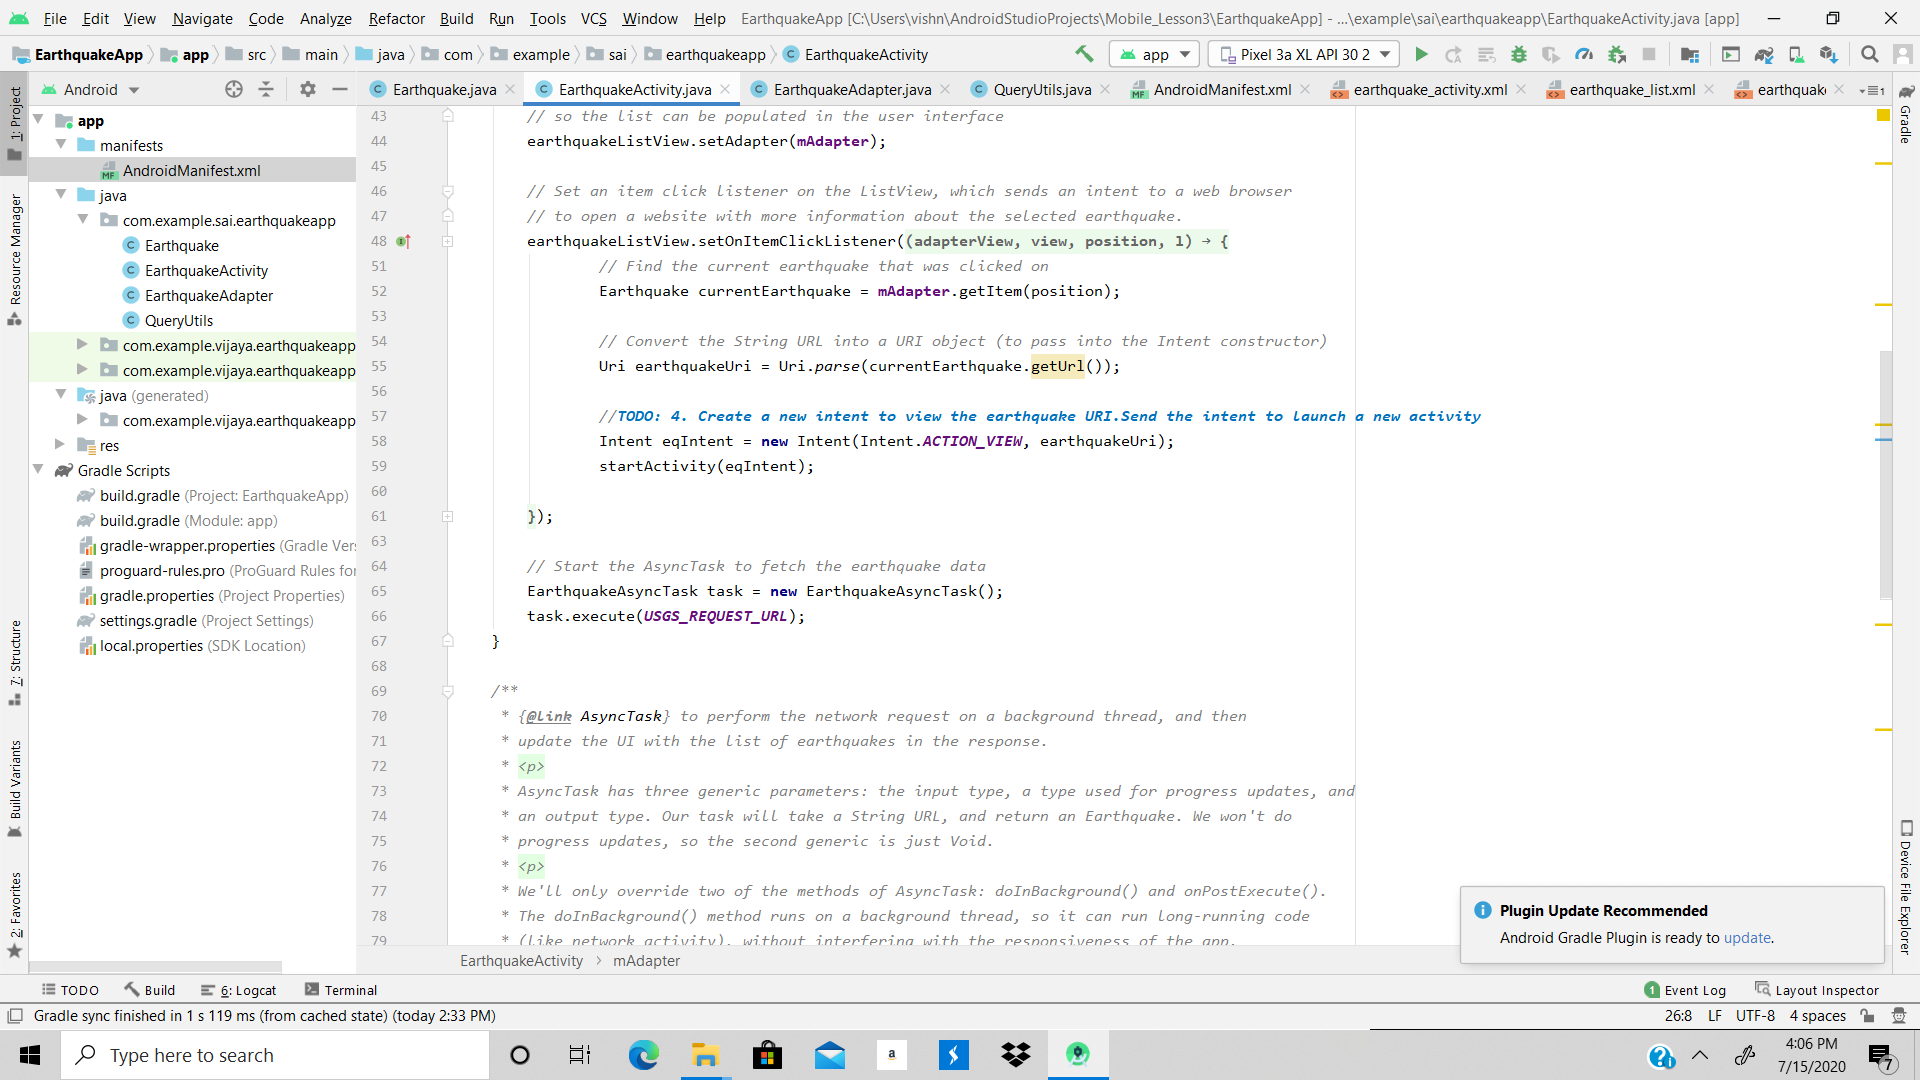 File Edit View Navigate Code Analyze Refactor Build Run Tools VCS Window Help EarthquakeApp [C:\Users\vishn\AndroidStudioProjects\Mobile_Lesson3\EarthquakeApp] - ...\example\sai\earthquakeapp\EarthquakeActivity.java [app]
EarthquakeApp app src main java com example sai earthquakeapp EarthquakeActivity app Pixel 3a XL API 30 2
Android Earthquake.java EarthquakeActivity.java EarthquakeAdapter.java QueryUtils.java AndroidManifest.xml earthquake_activity.xml earthquake_list.xml earthquak 1
1: Project
Resource Manager
7: Structure
Build Variants
2: Favorites
app
manifests
AndroidManifest.xml
java
com.example.sai.earthquakeapp
Earthquake
EarthquakeActivity
EarthquakeAdapter
QueryUtils
com.example.vijaya.earthquakeapp
com.example.vijaya.earthquakeapp
java (generated)
com.example.vijaya.earthquakeapp
res
Gradle Scripts
build.gradle (Project: EarthquakeApp)
build.gradle (Module: app)
gradle-wrapper.properties (Gradle Ver
proguard-rules.pro (ProGuard Rules for
gradle.properties (Project Properties)
settings.gradle (Project Settings)
local.properties (SDK Location)
43 // so the list can be populated in the user interface
44 earthquakeListView.setAdapter(mAdapter);
45
46 // Set an item click listener on the ListView, which sends an intent to a web browser
47 // to open a website with more information about the selected earthquake.
48 earthquakeListView.setOnItemClickListener((adapterView, view, position, l) → {
51 // Find the current earthquake that was clicked on
52 Earthquake currentEarthquake = mAdapter.getItem(position);
53
54 // Convert the String URL into a URI object (to pass into the Intent constructor)
55 Uri earthquakeUri = Uri.parse(currentEarthquake.getUrl());
56
57 //TODO: 4. Create a new intent to view the earthquake URI.Send the intent to launch a new activity
58 Intent eqIntent = new Intent(Intent.ACTION_VIEW, earthquakeUri);
59 startActivity(eqIntent);
60
61 });
63
64 // Start the AsyncTask to fetch the earthquake data
65 EarthquakeAsyncTask task = new EarthquakeAsyncTask();
66 task.execute(USGS_REQUEST_URL);
67 }
68
69 /**
70 * {@link AsyncTask} to perform the network request on a background thread, and then
71 * update the UI with the list of earthquakes in the response.
72 * <p>
73 * AsyncTask has three generic parameters: the input type, a type used for progress updates, and
74 * an output type. Our task will take a String URL, and return an Earthquake. We won't do
75 * progress updates, so the second generic is just Void.
76 * <p>
77 * We'll only override two of the methods of AsyncTask: doInBackground() and onPostExecute().
78 * The doInBackground() method runs on a background thread, so it can run long-running code
79 * (like network activity), without interfering with the responsiveness of the app.
EarthquakeActivity mAdapter
Gradle
Device File Explorer
Plugin Update Recommended
Android Gradle Plugin is ready to update.
TODO Build 6: Logcat Terminal 1 Event Log Layout Inspector
Gradle sync finished in 1 s 119 ms (from cached state) (today 2:33 PM) 26:8 LF UTF-8 4 spaces
Type here to search
a
4:06 PM
7/15/2020
7